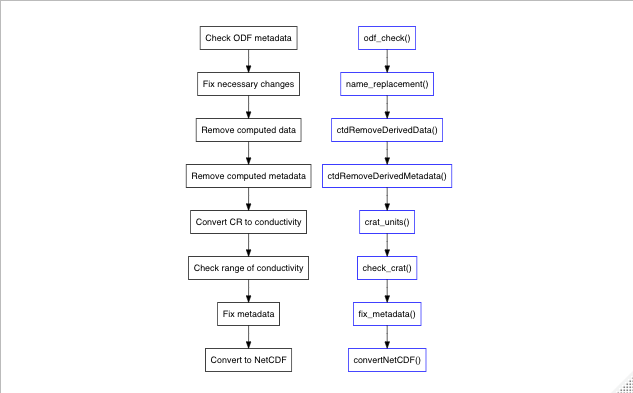 Check ODF metadata
odf_check()
Fix necessary changes
name_replacement()
Remove computed data
ctdRemoveDerivedData()
Remove computed metadata
ctdRemoveDerivedMetadata()
Convert CR to conductivity
crat_units()
Check range of conductivity
check_crat()
Fix metadata
fix_metadata()
Convert to NetCDF
convertNetCDF()